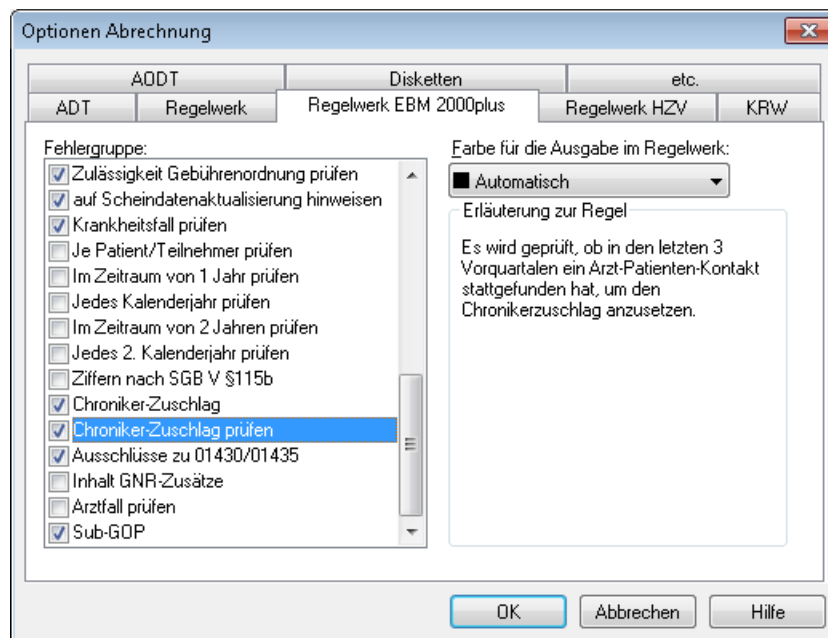 Optionen Abrechnung
AODT
Disketten
etc.
ADT
Regelwerk
Regelwerk EBM 2000plus
Regelwerk HZV
KRW
Fehlergruppe:
Zulässigkeit Gebührenordnung prüfen
auf Scheindatenaktualisierung hinweisen
Krankheitsfall prüfen
Je Patient/Teilnehmer prüfen
Im Zeitraum von 1 Jahr prüfen
Jedes Kalenderjahr prüfen
Im Zeitraum von 2 Jahren prüfen
Jedes 2. Kalenderjahr prüfen
Ziffern nach SGB V §115b
Chroniker-Zuschlag
Chroniker-Zuschlag prüfen
Ausschlüsse zu 01430/01435
Inhalt GNR-Zusätze
Arztfall prüfen
Sub-GOP
Farbe für die Ausgabe im Regelwerk:
Automatisch
Erläuterung zur Regel
Es wird geprüft, ob in den letzten 3
Vorquartalen ein Arzt-Patienten-Kontakt
stattgefunden hat, um den
Chronikerzuschlag anzusetzen.
OK
Abbrechen
Hilfe